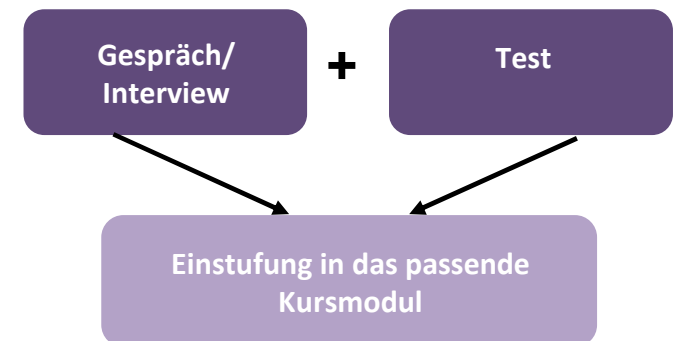 Gespräch/
Interview
+
Test
Einstufung in das passende
Kursmodul